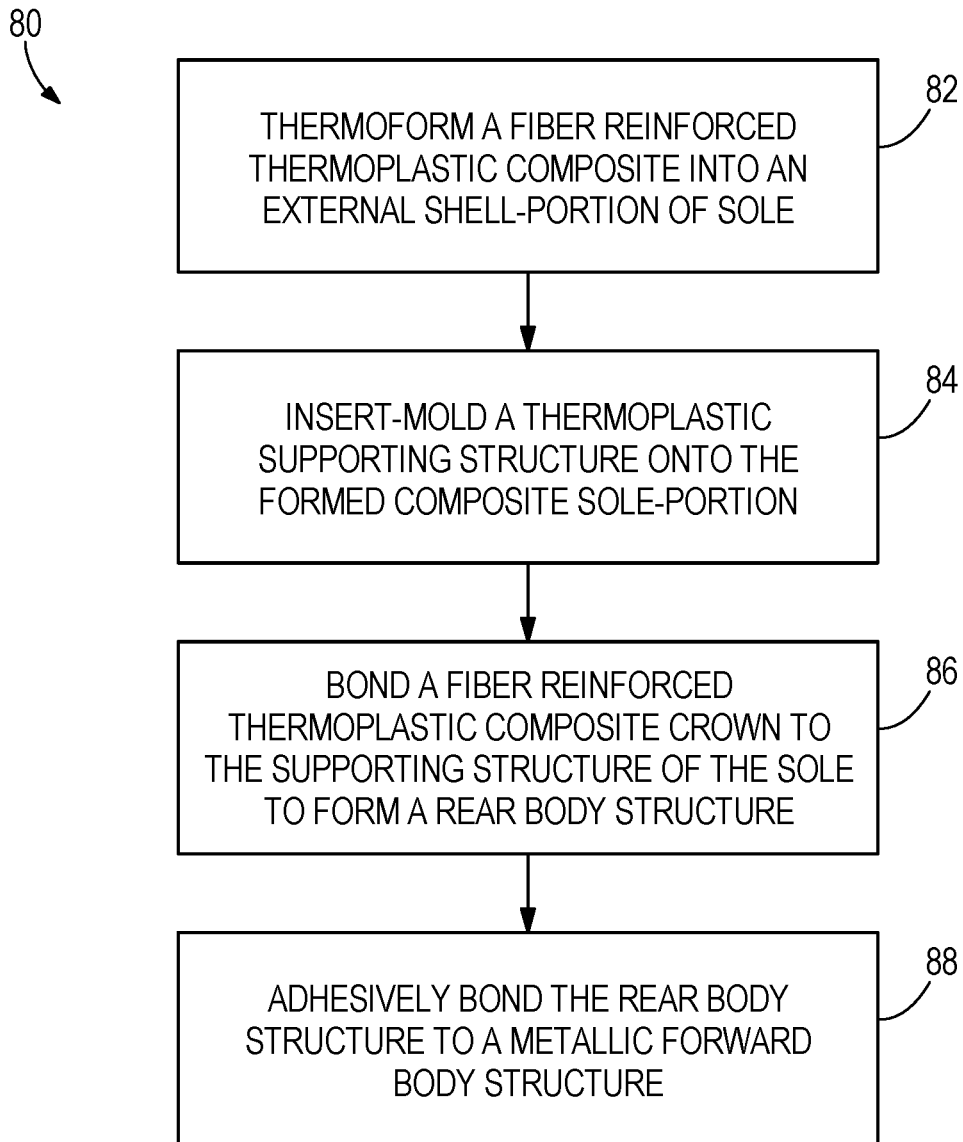 80
82
THERMOFORM A FIBER REINFORCED
THERMOPLASTIC COMPOSITE INTO AN
EXTERNAL SHELL-PORTION OF SOLE
84
INSERT-MOLD A THERMOPLASTIC
SUPPORTING STRUCTURE ONTO THE
FORMED COMPOSITE SOLE-PORTION
86
BOND A FIBER REINFORCED
THERMOPLASTIC COMPOSITE CROWN TO
THE SUPPORTING STRUCTURE OF THE SOLE
TO FORM A REAR BODY STRUCTURE
88
ADHESIVELY BOND THE REAR BODY
STRUCTURE TO A METALLIC FORWARD
BODY STRUCTURE